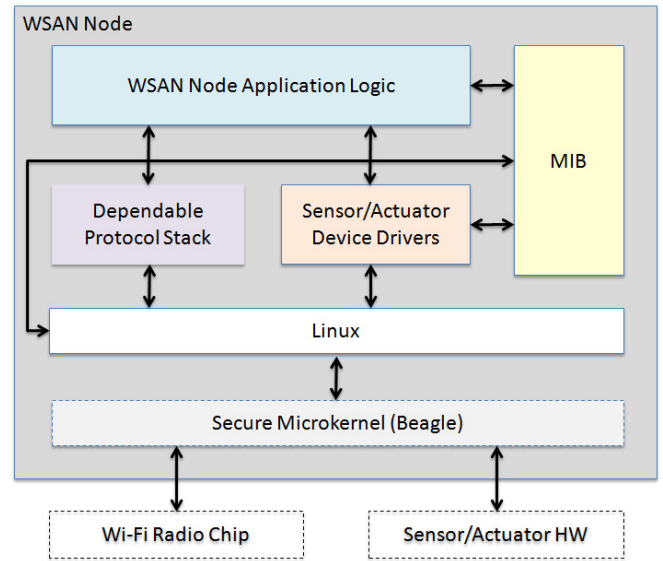 WSAN Node
WSAN Node Application Logic
MIB
Dependable
Protocol Stack
Sensor/Actuator
Device Drivers
Linux
Secure Microkernel (Beagle)
Wi-Fi Radio Chip
Sensor/Actuator HW